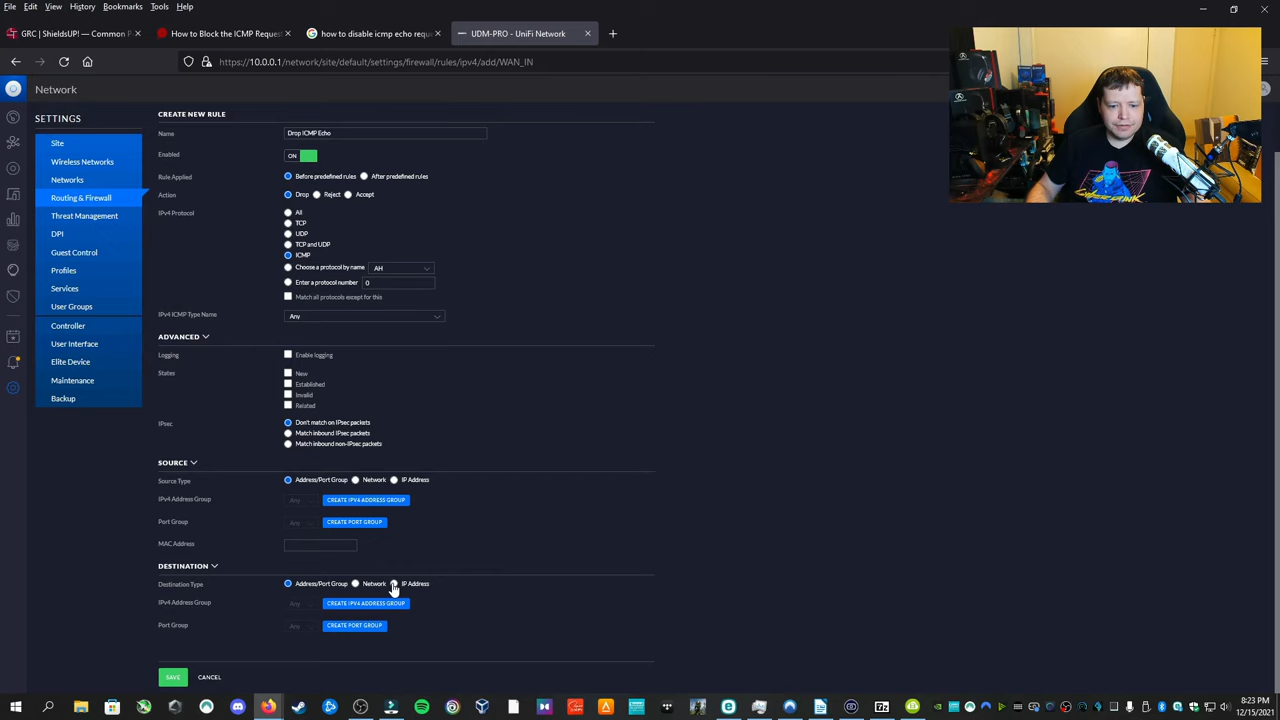 File Edit View History Bookmarks Tools Help
GRC | ShieldsUP! — Common P
How to Block the ICMP Reques
how to disable icmp echo requ
UDM-PRO - UniFi Network
https://10.0.0.1/network/site/default/settings/firewall/rules/ipv4/add/WAN_IN
Network
SETTINGS
Site
Wireless Networks
Networks
Routing & Firewall
Threat Management
DPI
Guest Control
Profiles
Services
User Groups
Controller
User Interface
Elite Device
Maintenance
Backup
CREATE NEW RULE
Name Drop ICMP Echo
Enabled ON
Rule Applied Before predefined rules After predefined rules
Action Drop Reject Accept
IPv4 Protocol All
TCP
UDP
TCP and UDP
ICMP
Choose a protocol by name AH
Enter a protocol number 0
Match all protocols except for this
IPv4 ICMP Type Name Any
ADVANCED
Logging Enable logging
States New
Established
Invalid
Related
IPsec Don't match on IPsec packets
Match inbound IPsec packets
Match inbound non-IPsec packets
SOURCE
Source Type Address/Port Group Network IP Address
IPv4 Address Group Any CREATE IPV4 ADDRESS GROUP
Port Group Any CREATE PORT GROUP
MAC Address
DESTINATION
Destination Type Address/Port Group Network IP Address
IPv4 Address Group Any CREATE IPV4 ADDRESS GROUP
Port Group Any CREATE PORT GROUP
SAVE CANCEL
8:23 PM
12/15/2021